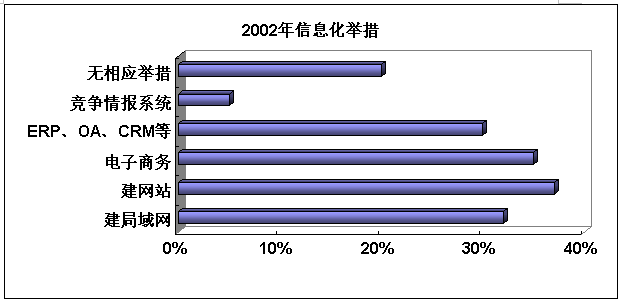 2002年信息化举措
无相应举措
竞争情报系统
ERP、OA、CRM等
电子商务
建网站
建局域网
0% 10% 20% 30% 40%